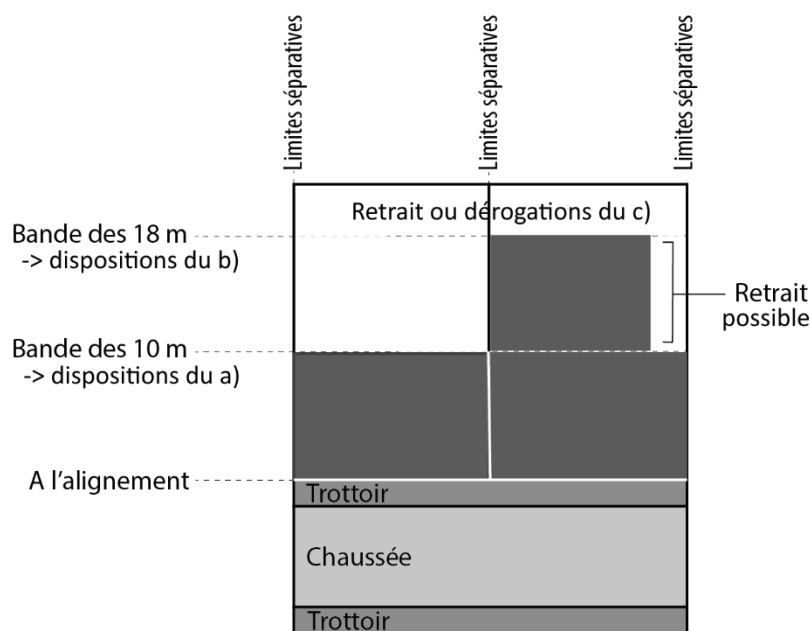 Limites séparatives
Limites séparatives
Limites séparatives
Retrait ou dérogations du c)
Bande des 18 m
-> dispositions du b)
Retrait
possible
Bande des 10 m
-> dispositions du a)
A l'alignement
Trottoir
Chaussée
Trottoir